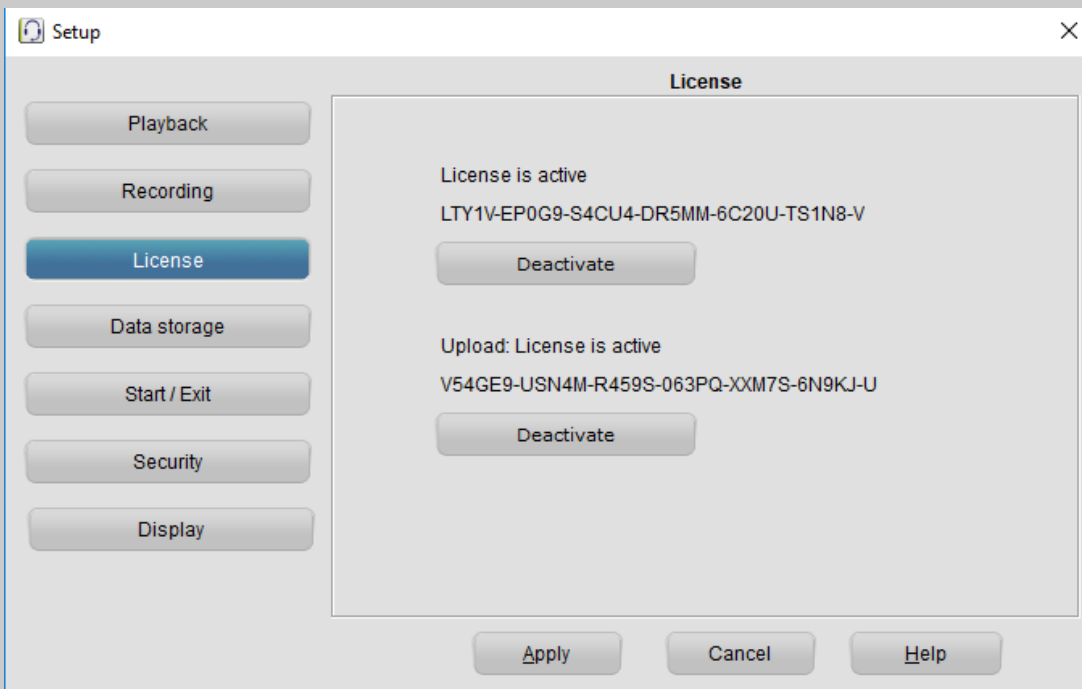 Setup
License
Playback
Recording
License
Data storage
Start / Exit
Security
Display
License is active
LTY1V-EP0G9-S4CU4-DR5MM-6C20U-TS1N8-V
Deactivate
Upload: License is active
V54GE9-USN4M-R459S-063PQ-XXM7S-6N9KJ-U
Deactivate
Apply
Cancel
Help